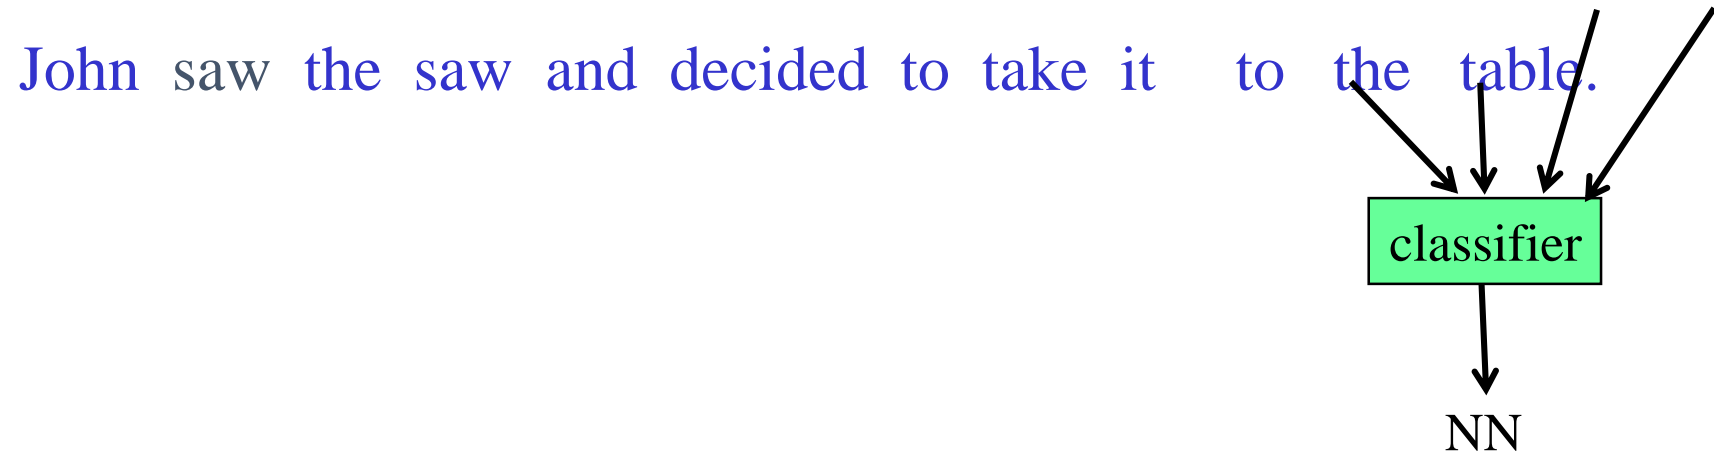 John saw the saw and decided to take it to the table.
classifier
NN